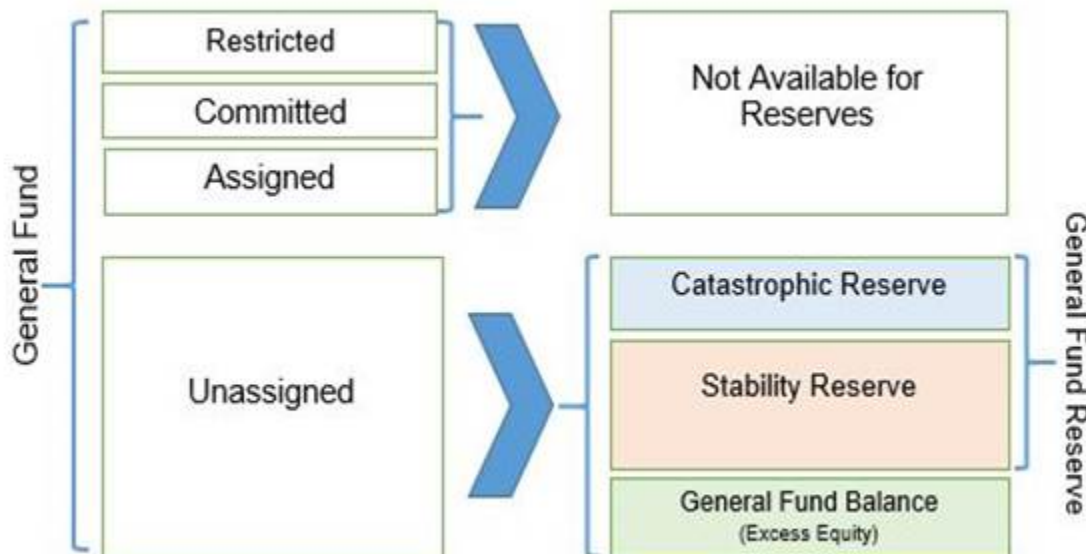 General Fund
Restricted
Committed
Assigned
Not Available for
Reserves
Unassigned
Catastrophic Reserve
Stability Reserve
General Fund Balance
(Excess Equity)
General Fund Reserve